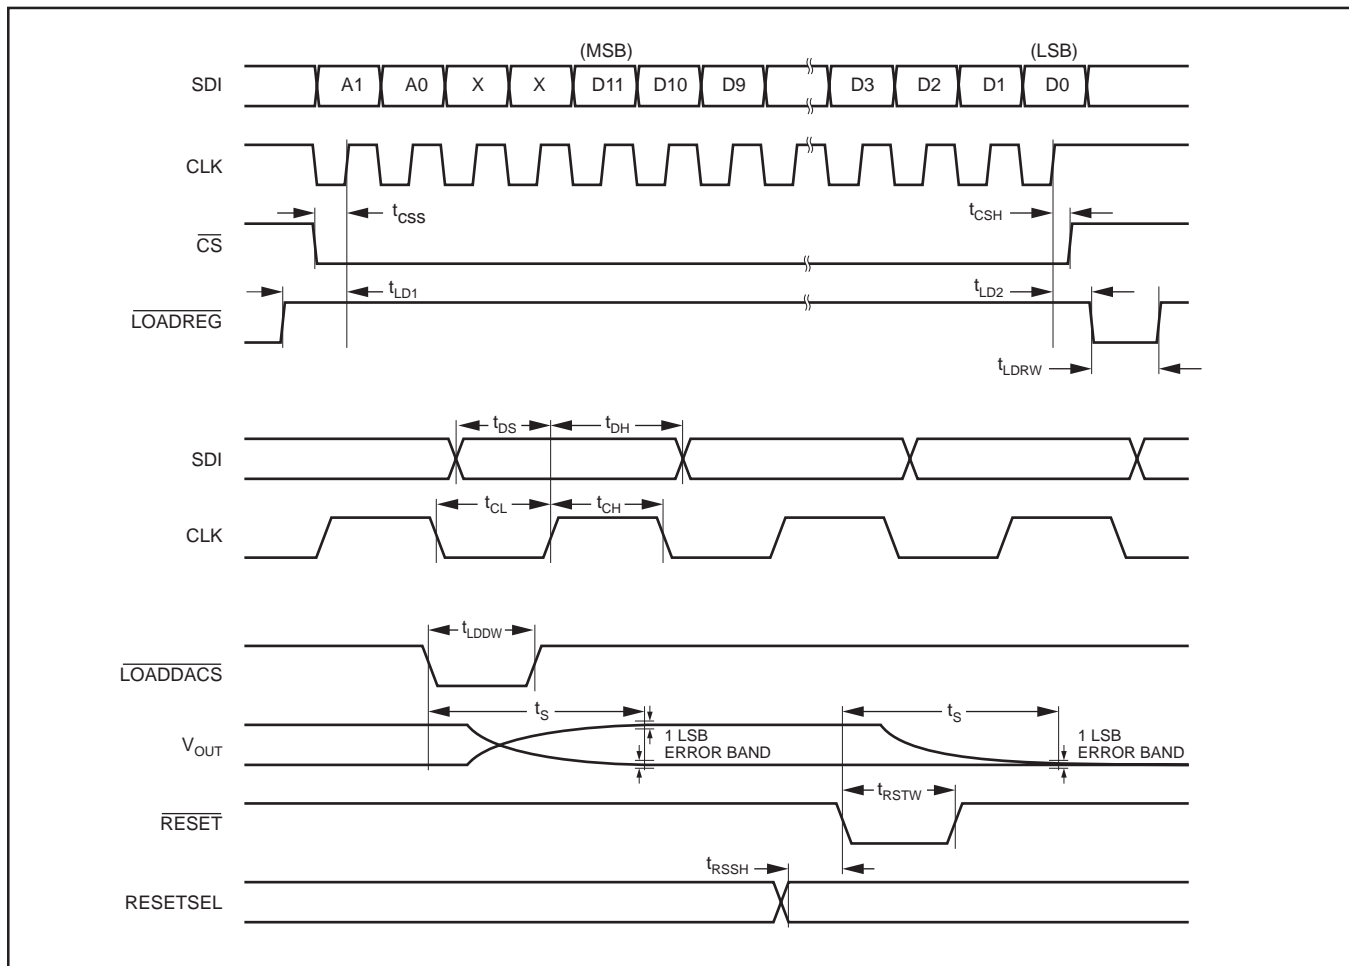 (MSB) (LSB)
SDI A1 A0 X X D11 D10 D9 D3 D2 D1 D0
CLK
tCSS tCSH
CS
tLD1 tLD2
LOADREG
tLDRW
tDS tDH
SDI
tCL tCH
CLK
tLDDW
LOADDACS
tS tS
VOUT
1 LSB
ERROR BAND
1 LSB
ERROR BAND
tRSTW
RESET
tRSSH
RESETSEL